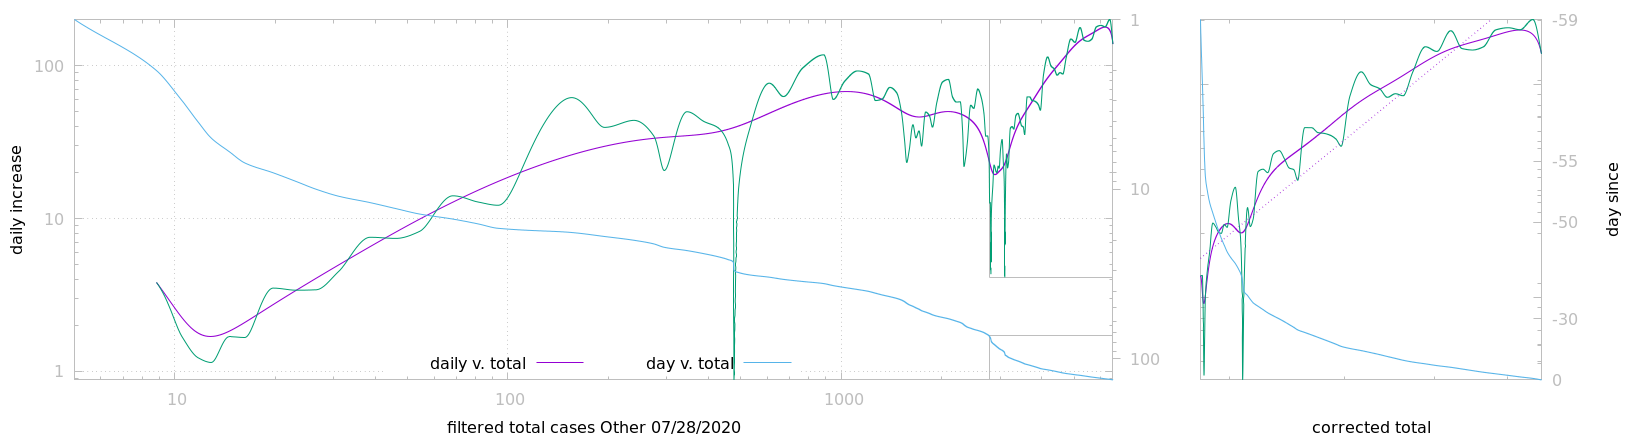 daily increase
100
10
1
10
100
1000
1
10
100
daily v. total
day v. total
filtered total cases Other 07/28/2020
-59
-55
-50
-30
0
day since
corrected total